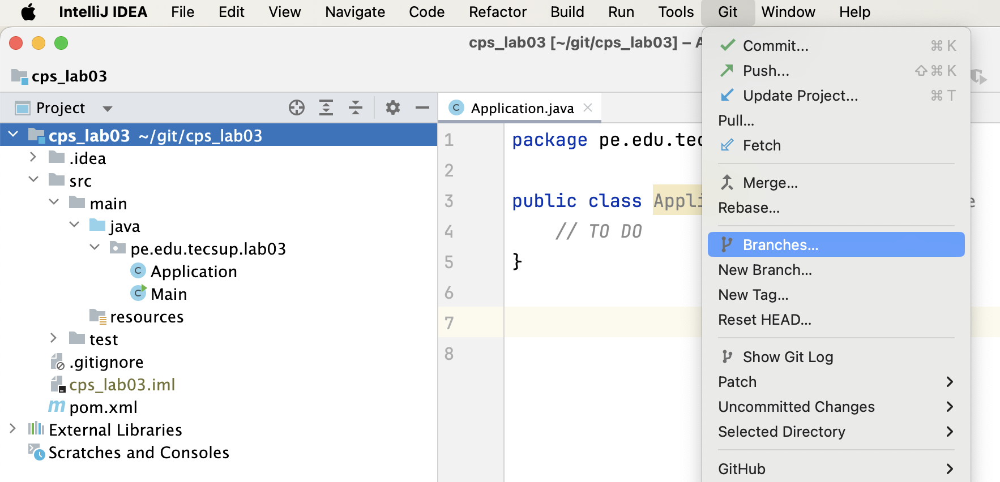 IntelliJ IDEA File Edit View Navigate Code Refactor Build Run Tools Git Window Help
cps_lab03 [~/git/cps_lab03] – A
cps_lab03
Project
cps_lab03 ~/git/cps_lab03
.idea
src
main
java
pe.edu.tecsup.lab03
C Application
C Main
resources
test
.gitignore
cps_lab03.iml
m pom.xml
External Libraries
Scratches and Consoles
C Application.java
1 package pe.edu.tec
2
3 public class Appli e
4 // TO DO
5 }
6
7
8
Commit... ⌘ K
Push... ⇧ ⌘ K
Update Project... ⌘ T
Pull...
Fetch
Merge...
Rebase...
Branches...
New Branch...
New Tag...
Reset HEAD...
Show Git Log
Patch
Uncommitted Changes
Selected Directory
GitHub